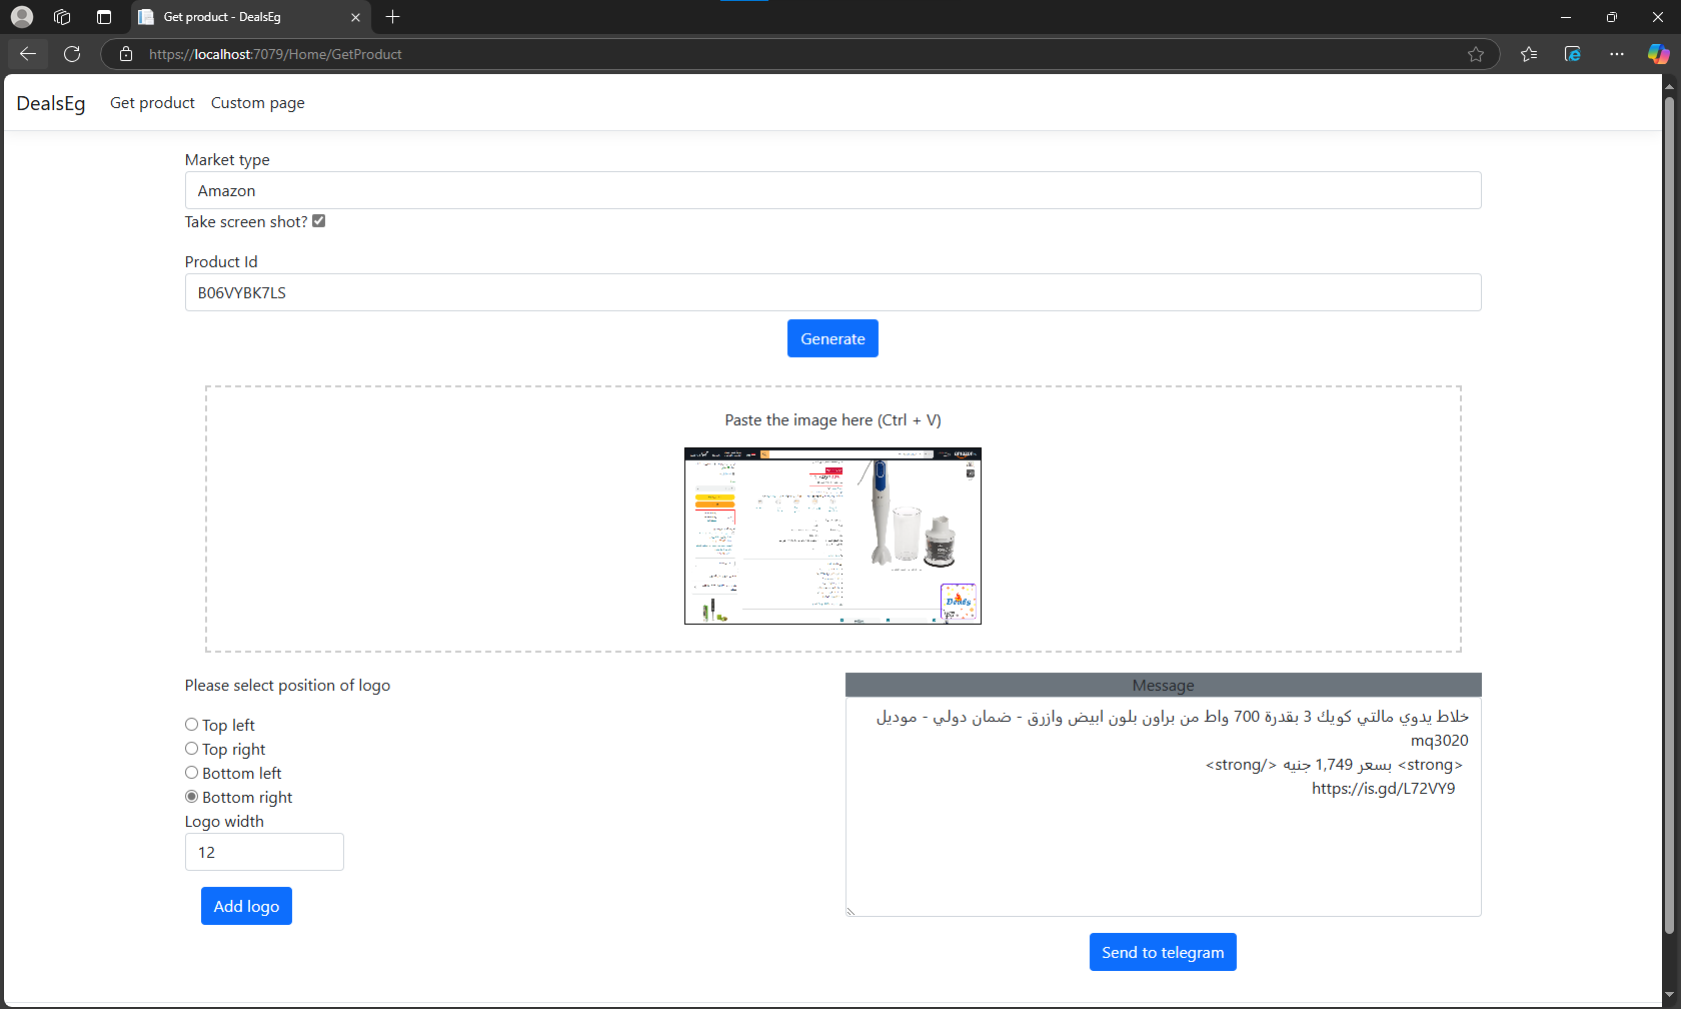 Get product - DealsEg
https://localhost:7079/Home/GetProduct
DealsEg
Get product
Custom page
Market type
Amazon
Take screen shot?
Product Id
B06VYBK7LS
Generate
Paste the image here (Ctrl + V)
Please select position of logo
Top left
Top right
Bottom left
Bottom right
Logo width
12
Add logo
Message
خلاط يدوي مالتي كويك 3 بقدرة 700 واط من براون بلون ابيض وازرق - ضمان دولي - موديل
mq3020
<strong> بسعر 1,749 جنيه </strong>
https://is.gd/L72VY9
Send to telegram